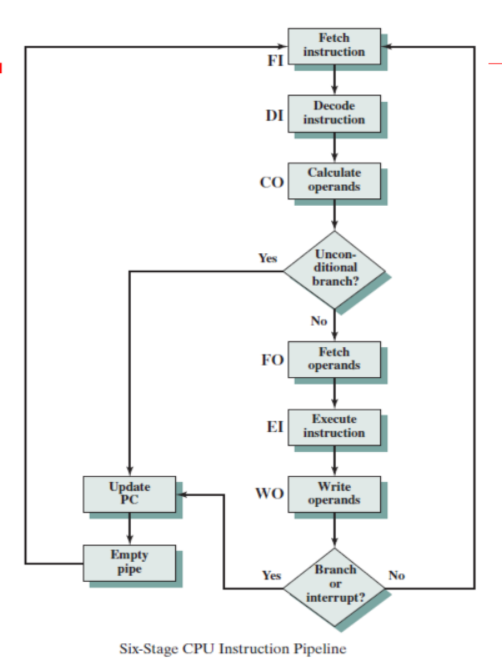 Fetch
instruction
FI
Decode
instruction
DI
Calculate
operands
CO
Uncon-
ditional
branch?
Yes
No
Fetch
operands
FO
Execute
instruction
EI
Update
PC
Write
operands
WO
Empty
pipe
Yes
Branch
or
interrupt?
No
Six-Stage CPU Instruction Pipeline